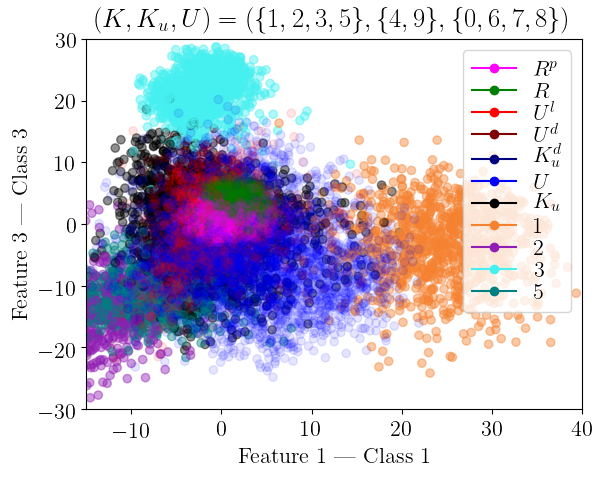 (K, K_u, U) = ({1, 2, 3, 5}, {4, 9}, {0, 6, 7, 8})
Feature 3 — Class 3
30
20
10
0
−10
−20
−30
R^p
R
U^l
U^d
K_u^d
U
K_u
1
2
3
5
−10
0
10
20
30
40
Feature 1 — Class 1